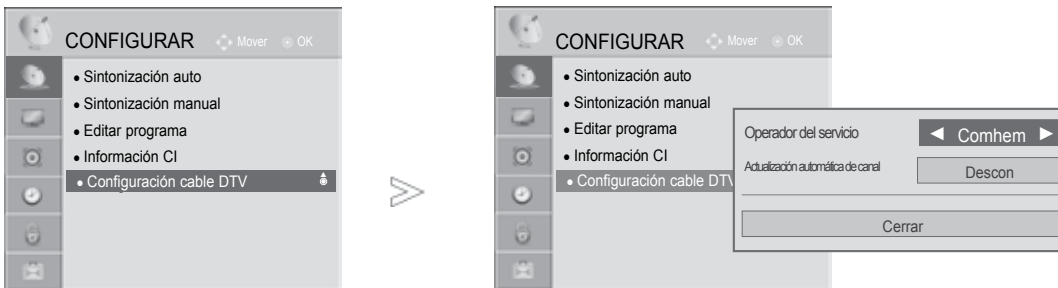 CONFIGURAR Mover OK
• Sintonización auto
• Sintonización manual
• Editar programa
• Información CI
• Configuración cable DTV
CONFIGURAR Mover OK
• Sintonización auto
• Sintonización manual
• Editar programa
• Información CI
• Configuración cable DTV
Operador del servicio ◄ Comhem ►
Actualización automática de canal Descon
Cerrar